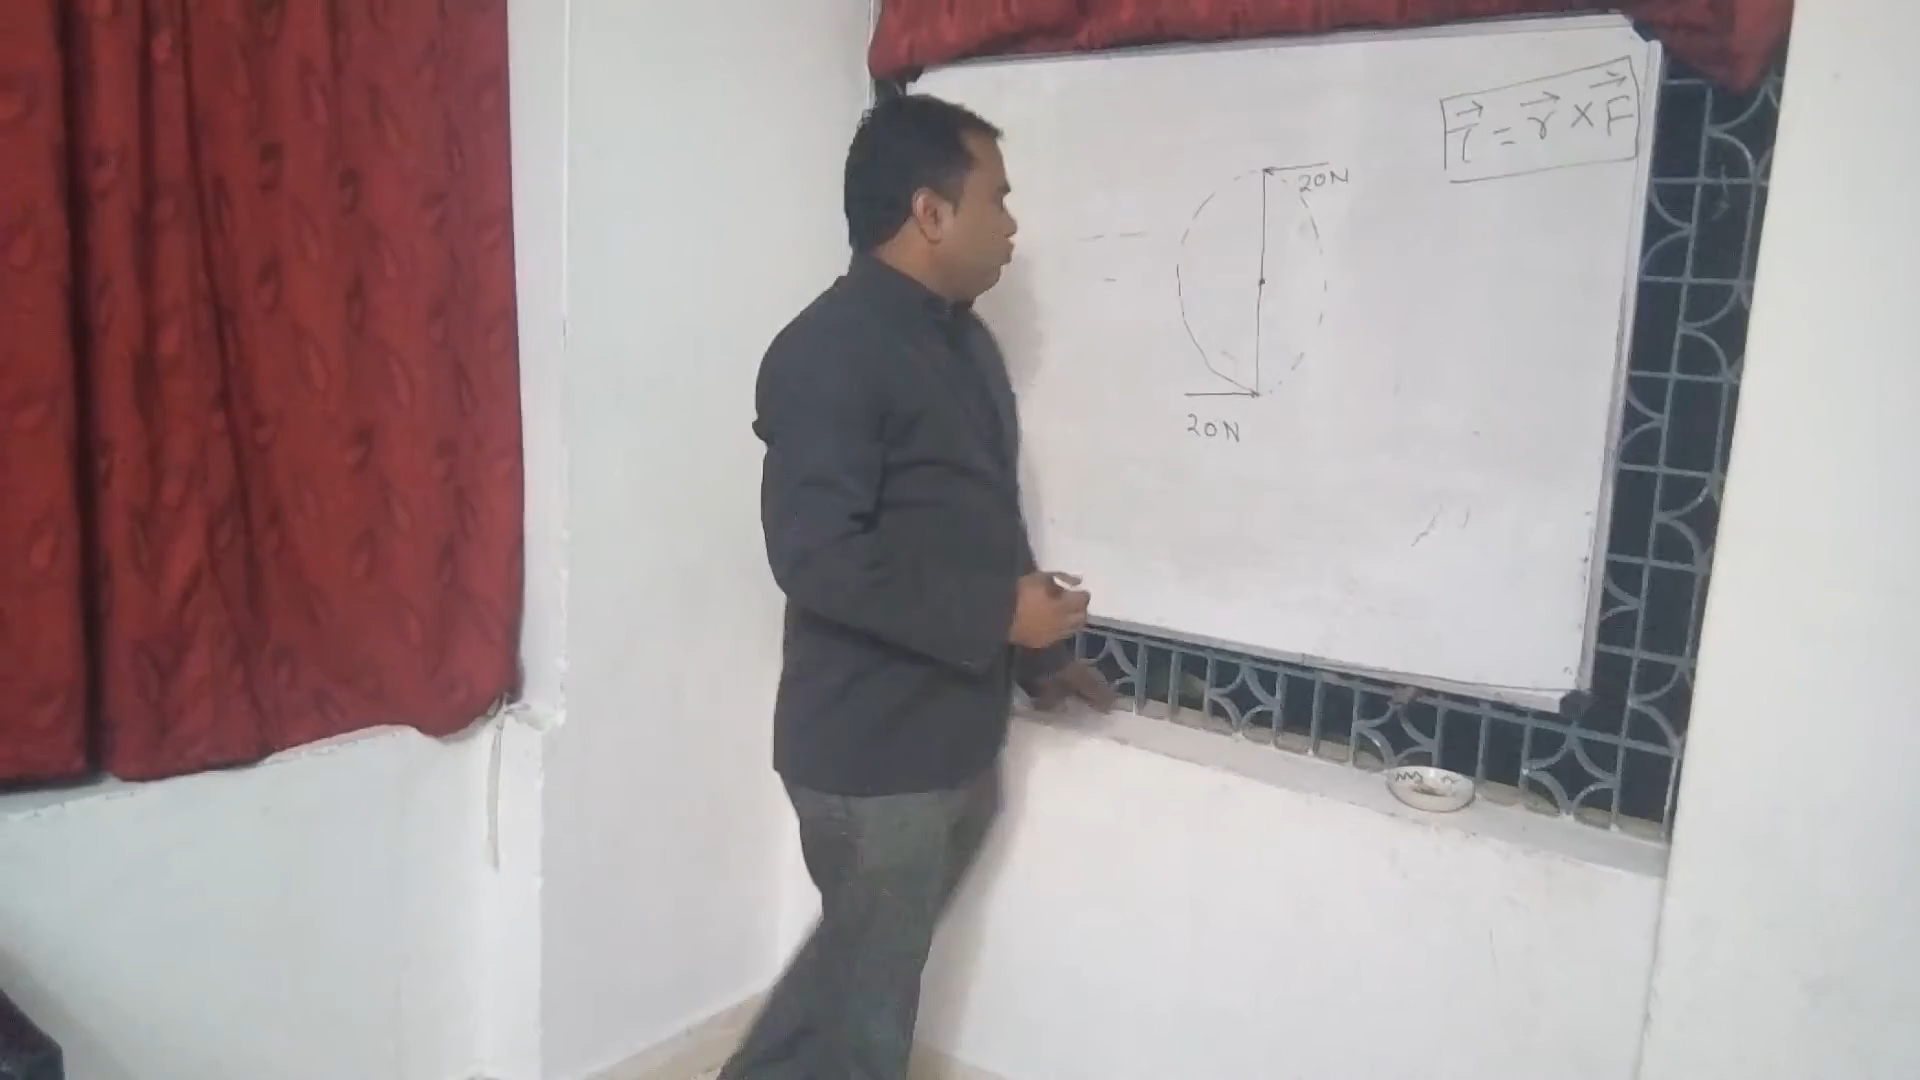 τ⃗ = r⃗ × F⃗
20N
20N